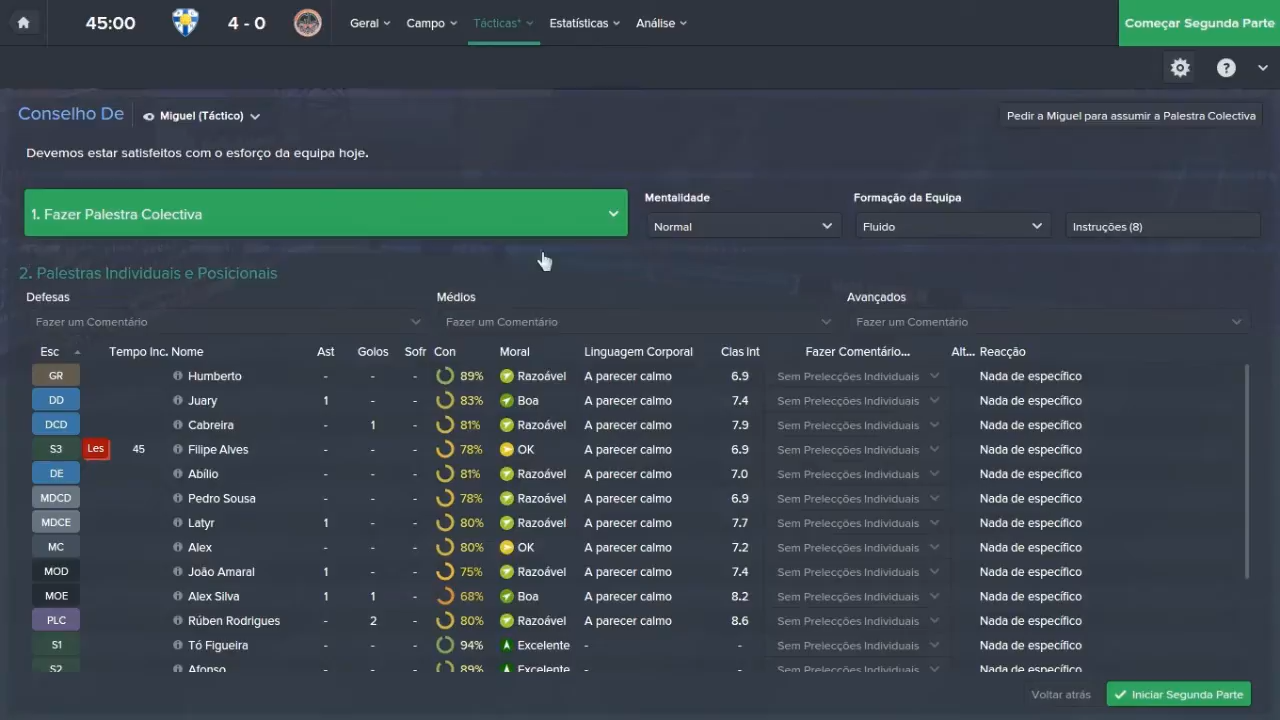 45:00 4 - 0 Geral Campo Tácticas* Estatísticas Análise Começar Segunda Parte
?
Conselho De Miguel (Táctico) Pedir a Miguel para assumir a Palestra Colectiva
Devemos estar satisfeitos com o esforço da equipa hoje.
Mentalidade Formação da Equipa
1. Fazer Palestra Colectiva Normal Fluido Instruções (8)
2. Palestras Individuais e Posicionais
Defesas Médios Avançados
Fazer um Comentário Fazer um Comentário Fazer um Comentário
Esc Tempo Inc. Nome Ast Golos Sofr Con Moral Linguagem Corporal Clas Int Fazer Comentário... Alt... Reacção
GR Humberto - - - 89% Razoável A parecer calmo 6.9 Sem Prelecções Individuais Nada de específico
DD Juary 1 - - 83% Boa A parecer calmo 7.4 Sem Prelecções Individuais Nada de específico
DCD Cabreira - 1 - 81% Razoável A parecer calmo 7.9 Sem Prelecções Individuais Nada de específico
S3 Les 45 Filipe Alves - - - 78% OK A parecer calmo 6.9 Sem Prelecções Individuais Nada de específico
DE Abílio - - - 81% Razoável A parecer calmo 7.0 Sem Prelecções Individuais Nada de específico
MDCD Pedro Sousa - - - 78% Razoável A parecer calmo 6.9 Sem Prelecções Individuais Nada de específico
MDCE Latyr 1 - - 80% Razoável A parecer calmo 7.7 Sem Prelecções Individuais Nada de específico
MC Alex - - - 80% OK A parecer calmo 7.2 Sem Prelecções Individuais Nada de específico
MOD João Amaral 1 - - 75% Razoável A parecer calmo 7.4 Sem Prelecções Individuais Nada de específico
MOE Alex Silva 1 1 - 68% Boa A parecer calmo 8.2 Sem Prelecções Individuais Nada de específico
PLC Rúben Rodrigues - 2 - 80% Razoável A parecer calmo 8.6 Sem Prelecções Individuais Nada de específico
S1 Tó Figueira - - - 94% Excelente - - Sem Prelecções Individuais Nada de específico
S2 Afonso - - - 89% Excelente - - Sem Prelecções Individuais Nada de específico
Voltar atrás Iniciar Segunda Parte